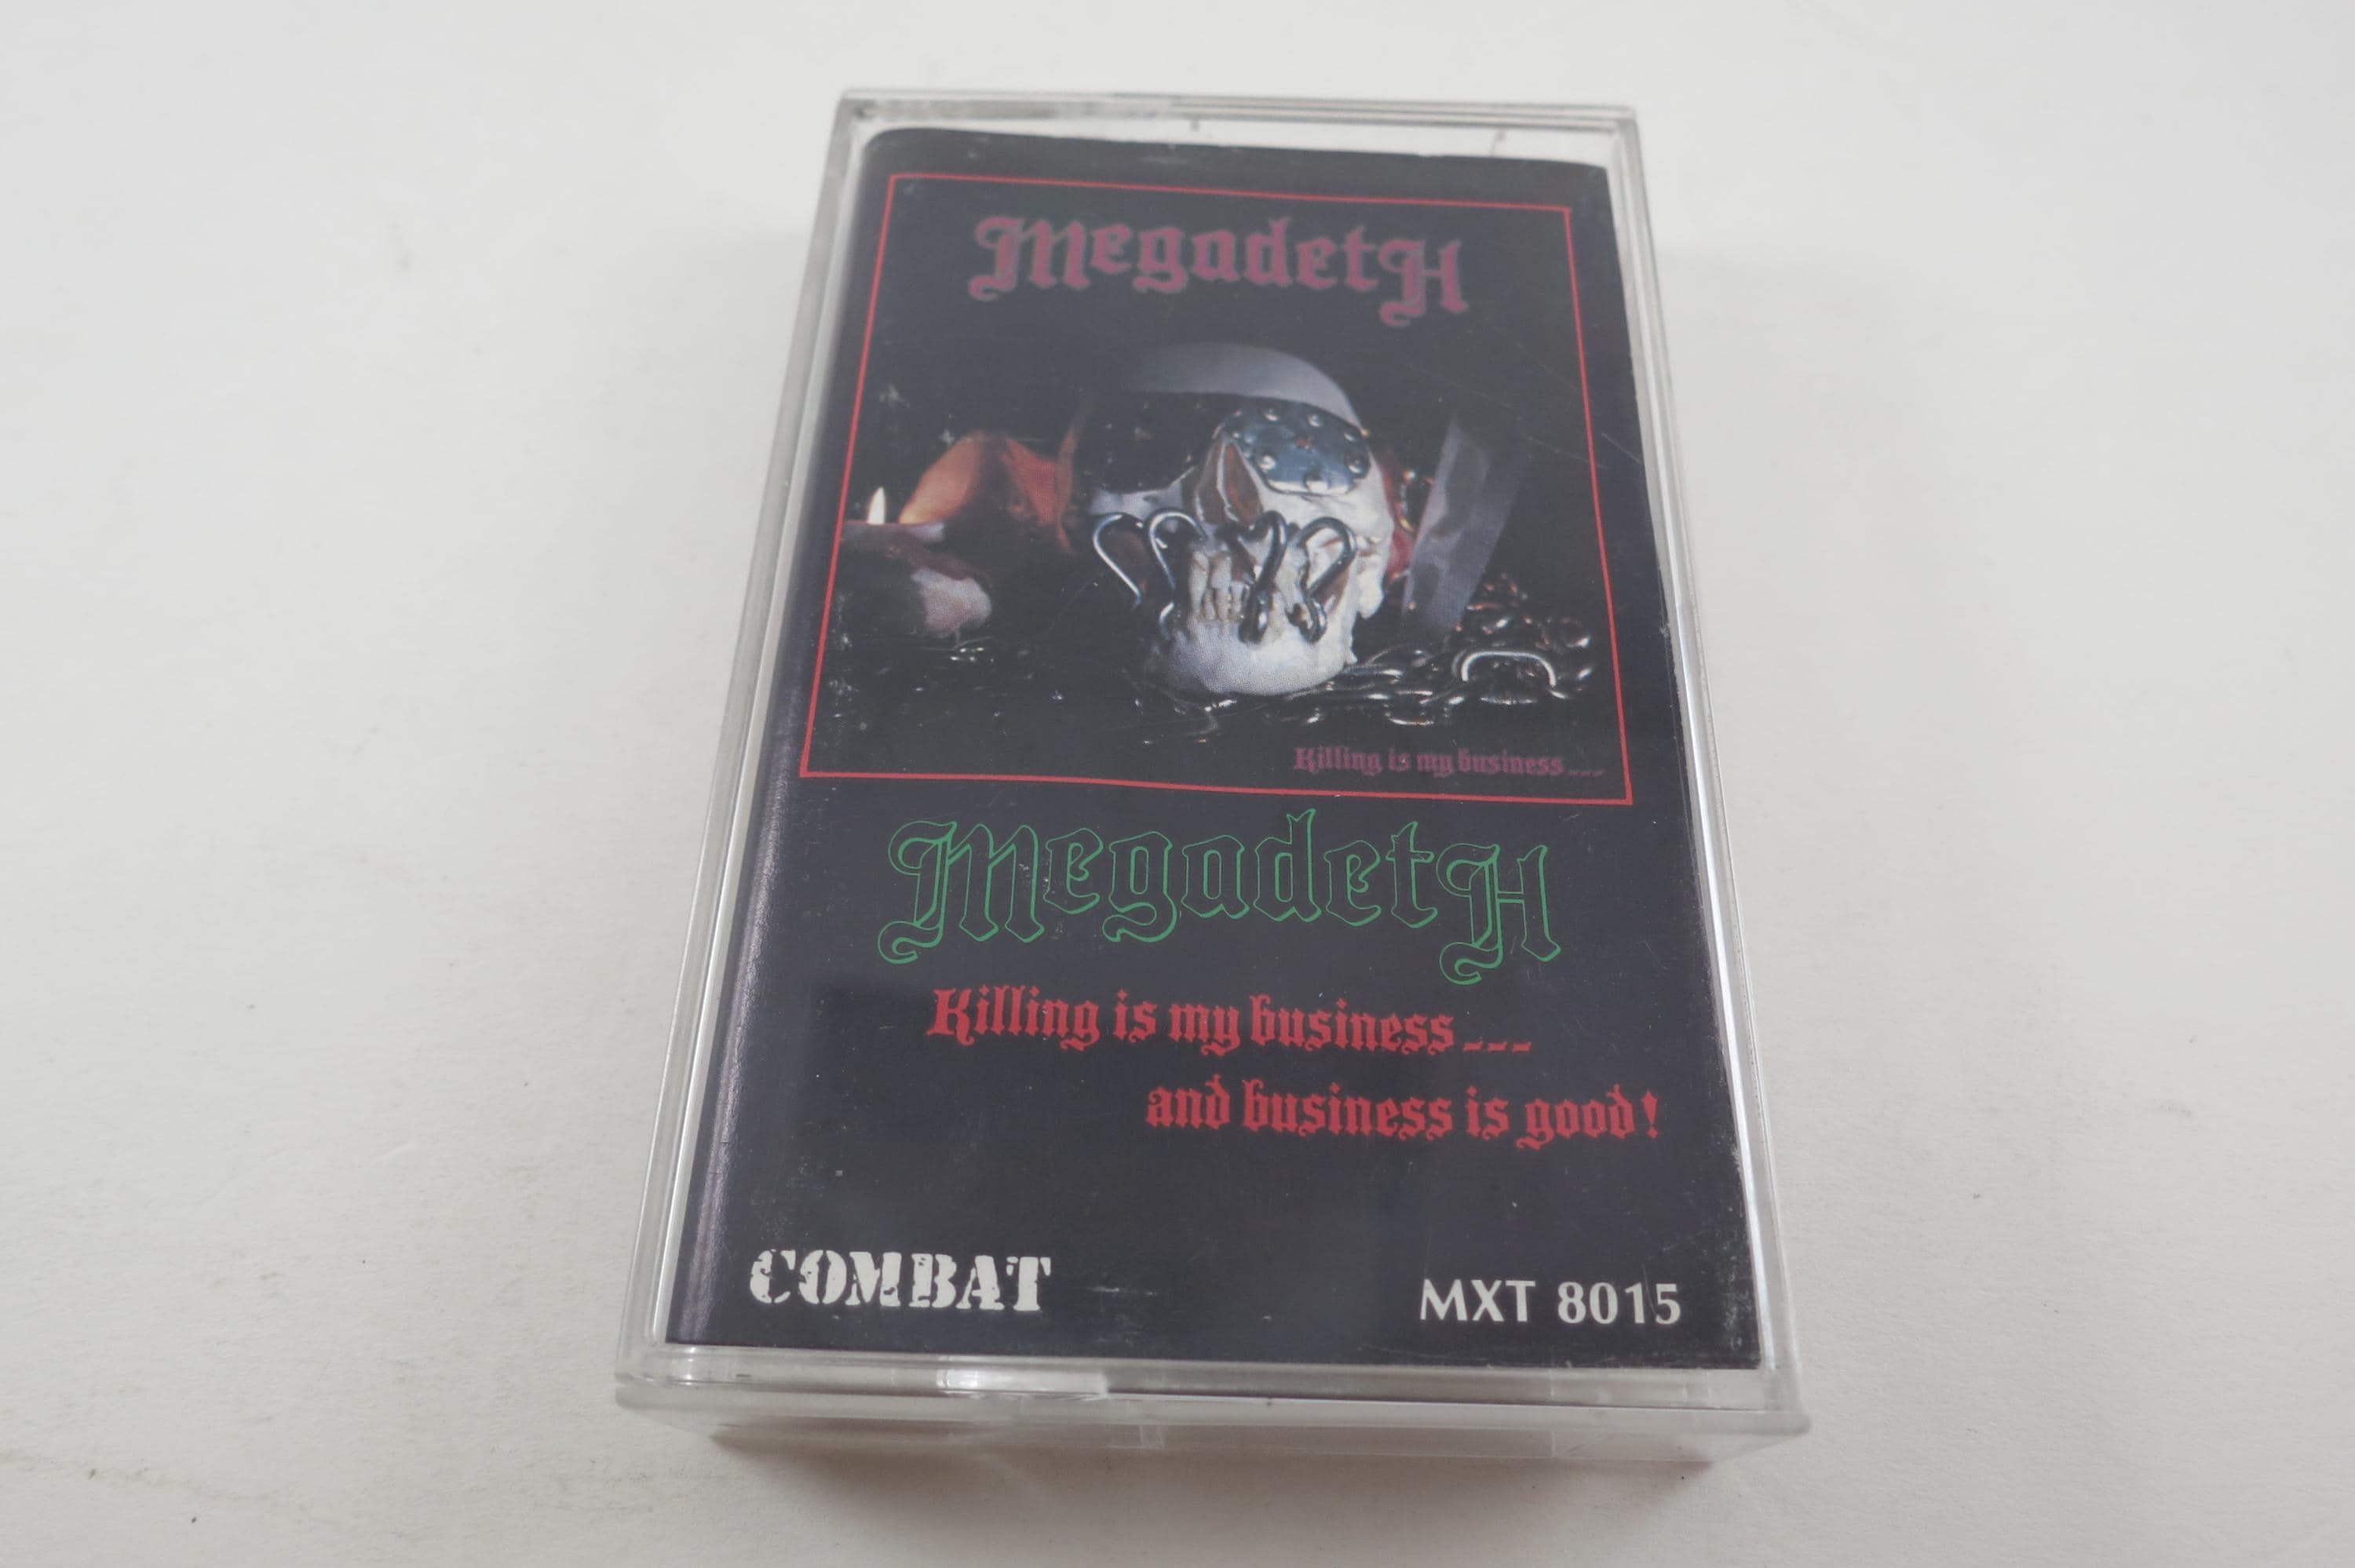 MegadetH
Killing is my business...
MegadetH
Killing is my business...
and business is good!
COMBAT
MXT 8015